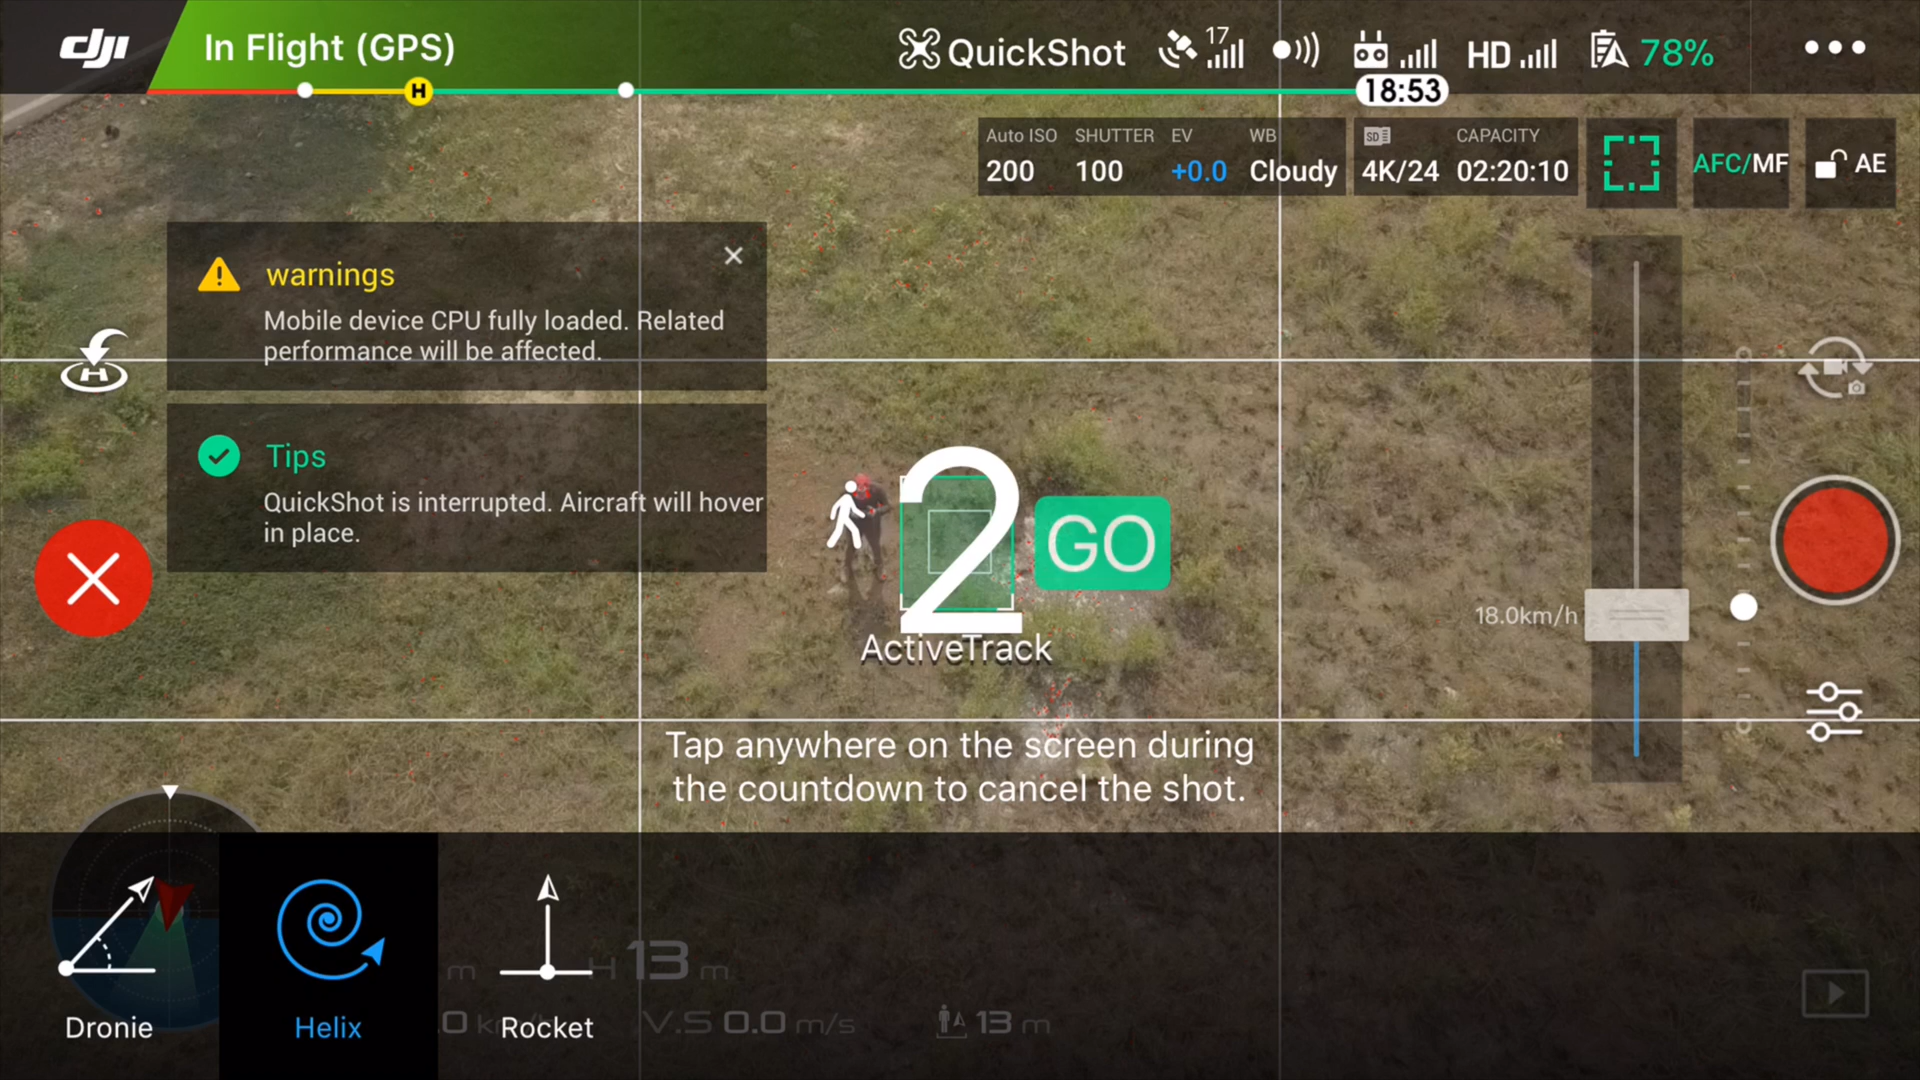 dji
In Flight (GPS)
QuickShot
17
HD
78%
H
18:53
Auto ISO
200
SHUTTER
100
EV
+0.0
WB
Cloudy
SD
4K/24
CAPACITY
02:20:10
AFC/MF
AE
warnings
Mobile device CPU fully loaded. Related
performance will be affected.
H
Tips
QuickShot is interrupted. Aircraft will hover
in place.
2
GO
ActiveTrack
18.0km/h
Tap anywhere on the screen during
the countdown to cancel the shot.
m
H 13 m
Dronie
Helix
Rocket
V.S 0.0 m/s
13 m